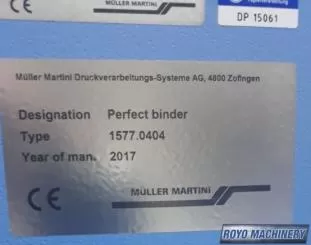 MÜLLER MARTINI
DP 15061
Müller Martini Druckverarbeitungs-Systeme AG, 4800 Zofingen
Designation Perfect binder
Type 1577.0404
Year of man. 2017
CE MÜLLER MARTINI
ROYO MACHINERY